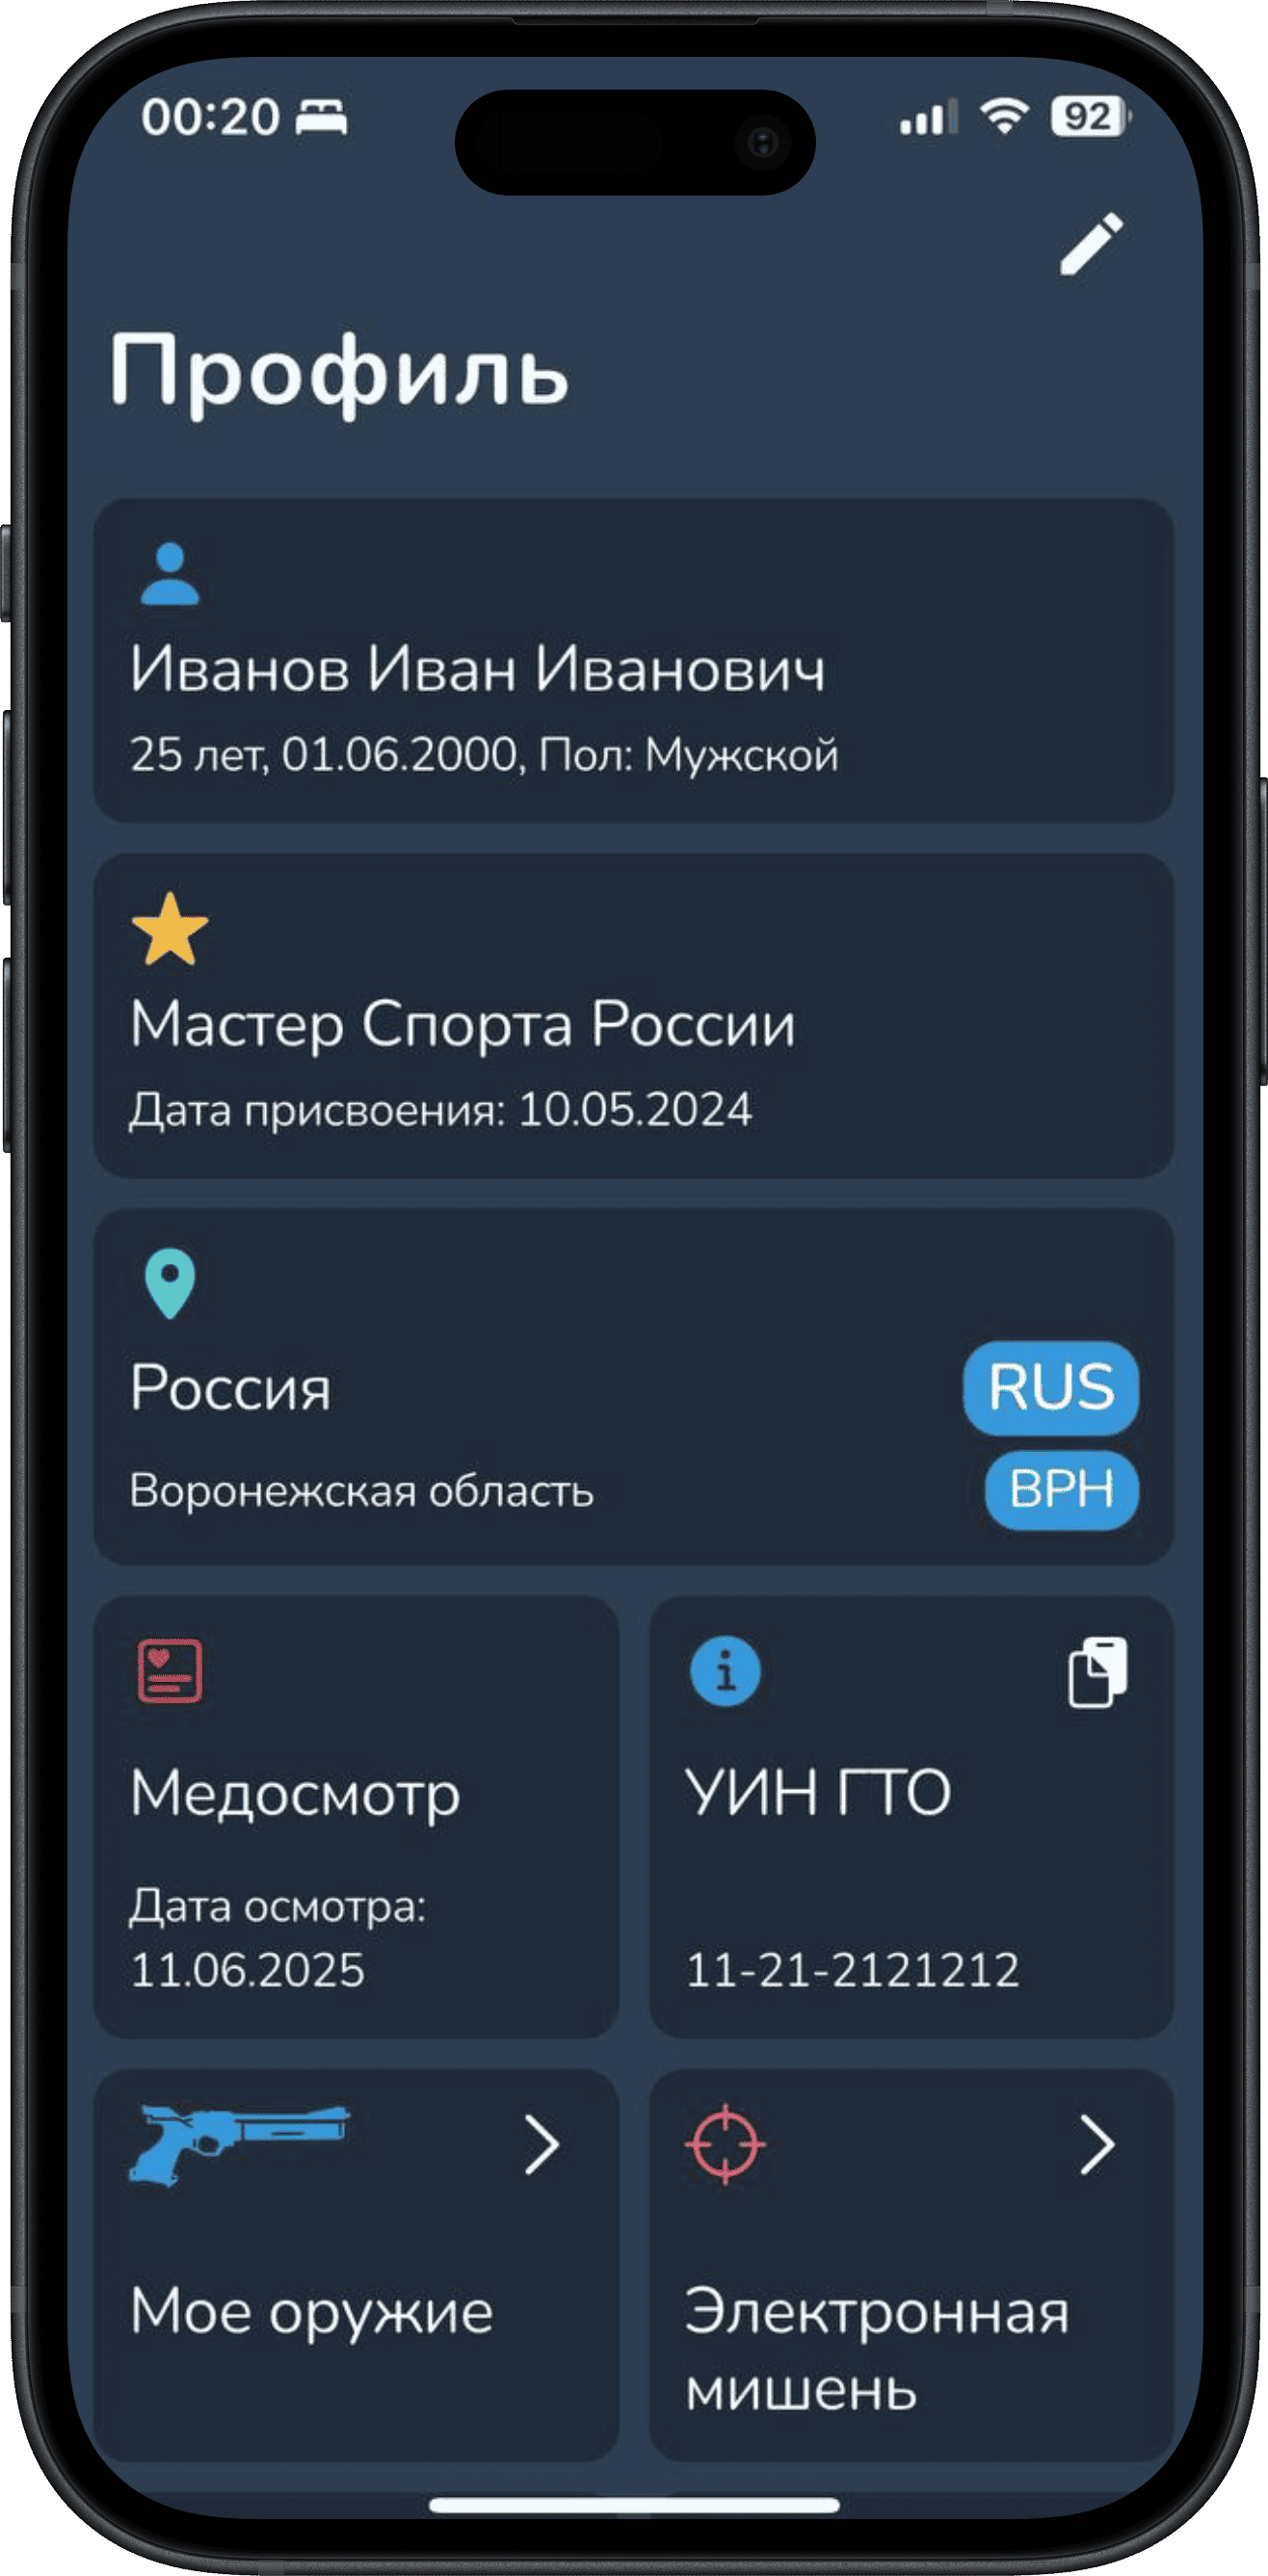 00:20
92
Профиль
Иванов Иван Иванович
25 лет, 01.06.2000, Пол: Мужской
Мастер Спорта России
Дата присвоения: 10.05.2024
Россия
RUS
Воронежская область
ВРН
Медосмотр
Дата осмотра:
11.06.2025
УИН ГТО
11-21-2121212
Мое оружие
Электронная
мишень